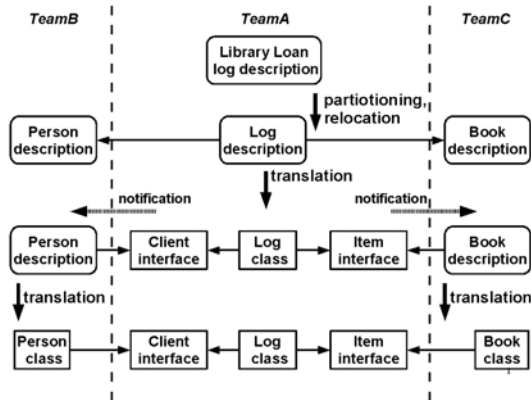 TeamB TeamA TeamC
Library Loan
log description
partiotioning,
relocation
Person
description
Log
description
Book
description
translation
notification notification
Person
description
Client
interface
Log
class
Item
interface
Book
description
translation translation
Person
class
Client
interface
Log
class
Item
interface
Book
class